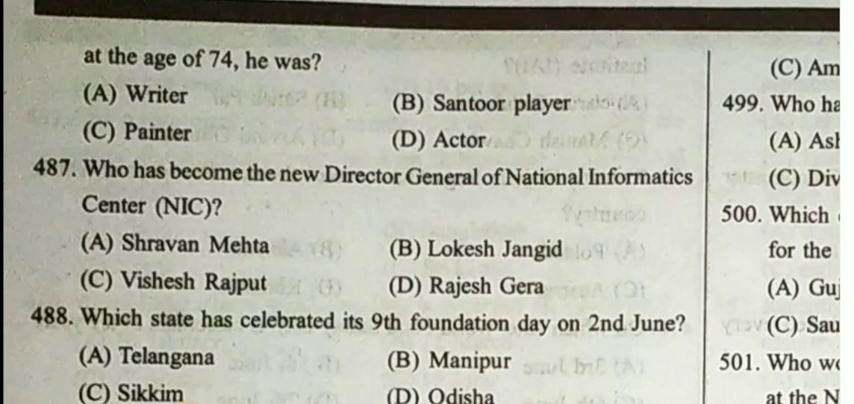 at the age of 74, he was?
(A) Writer (B) Santoor player
(C) Painter (D) Actor
487. Who has become the new Director General of National Informatics
Center (NIC)?
(A) Shravan Mehta (B) Lokesh Jangid
(C) Vishesh Rajput (D) Rajesh Gera
488. Which state has celebrated its 9th foundation day on 2nd June?
(A) Telangana (B) Manipur
(C) Sikkim (D) Odisha
(C) Am
499. Who ha
(A) Ash
(C) Div
500. Which
for the
(A) Guj
(C) Sau
501. Who wo
at the N